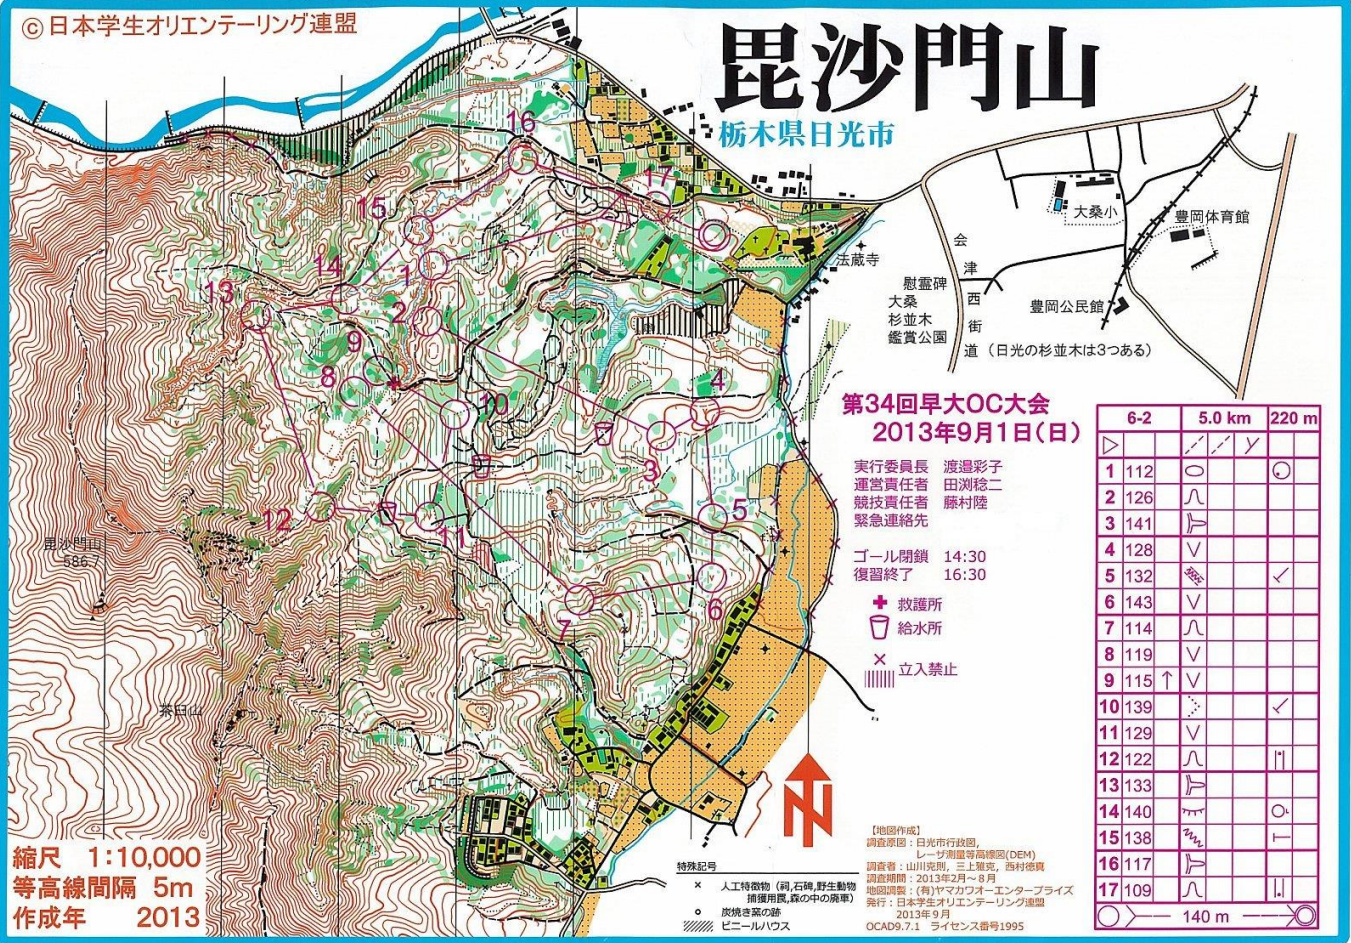 ©日本学生オリエンテーリング連盟
毘沙門山
栃木県日光市
大桑小
豊岡体育館
会津西街道
法蔵寺
慰霊碑
大桑
杉並木
鑑賞公園
豊岡公民館
(日光の杉並木は3つある)
16
17
15
14
1
13
2
9
8
10
4
3
12
11
5
6
7
毘沙門山
586.7
茶臼山
第34回早大OC大会
2013年9月1日(日)
実行委員長 渡邉彩子
運営責任者 田渕稔二
競技責任者 藤村陸
緊急連絡先
ゴール閉鎖 14:30
復習終了 16:30
救護所
給水所
立入禁止
6-2 5.0 km 220 m
1 112
2 126
3 141
4 128
5 132
6 143
7 114
8 119
9 115
10 139
11 129
12 122
13 133
14 140
15 138
16 117
17 109
140 m
N
縮尺 1:10,000
等高線間隔 5m
作成年 2013
特殊記号
人工特徴物(祠,石碑,野生動物
捕獲用罠,森の中の廃車)
炭焼き窯の跡
ビニールハウス
【地図作成】
調査原図:日光市行政図,
レーザ測量等高線図(DEM)
調査者:山川克則, 三上雅克, 西村徳真
調査期間:2013年2月~8月
地図調製:(有)ヤマカワオーエンタープライズ
発行:日本学生オリエンテーリング連盟
2013年9月
OCAD9.7.1 ライセンス番号1995